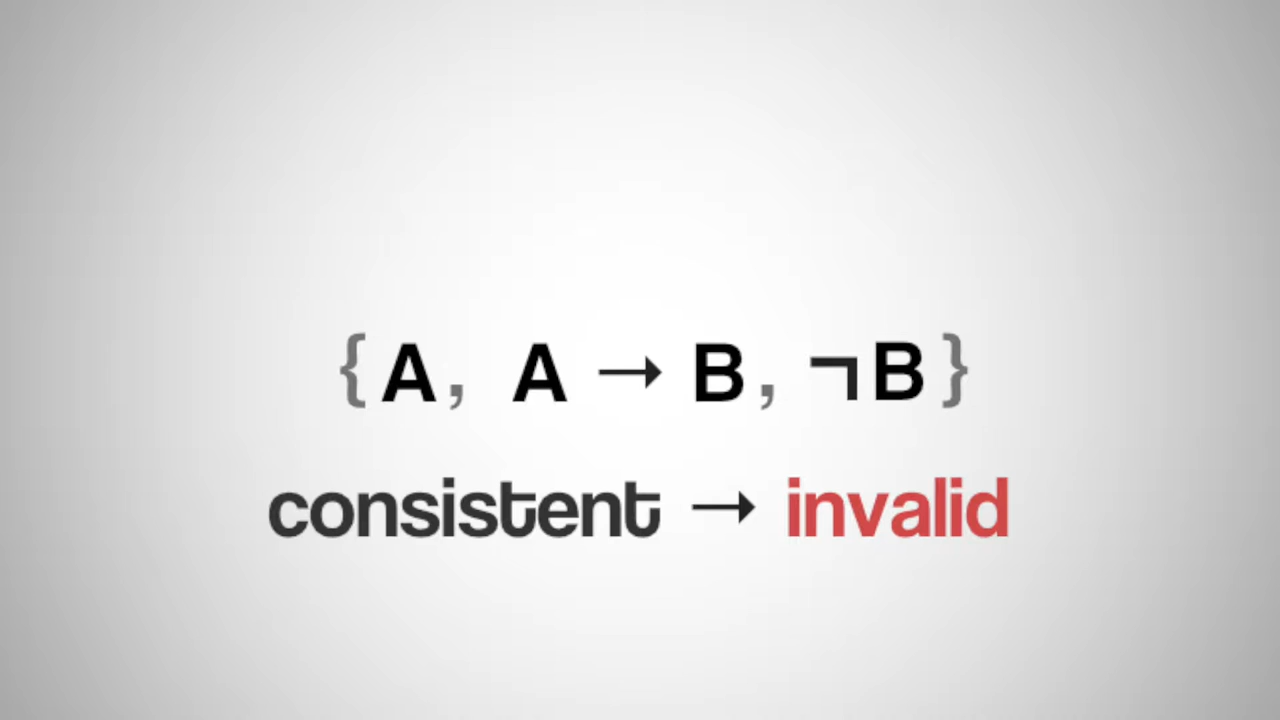 { A, A → B, ¬B }
consistent → invalid